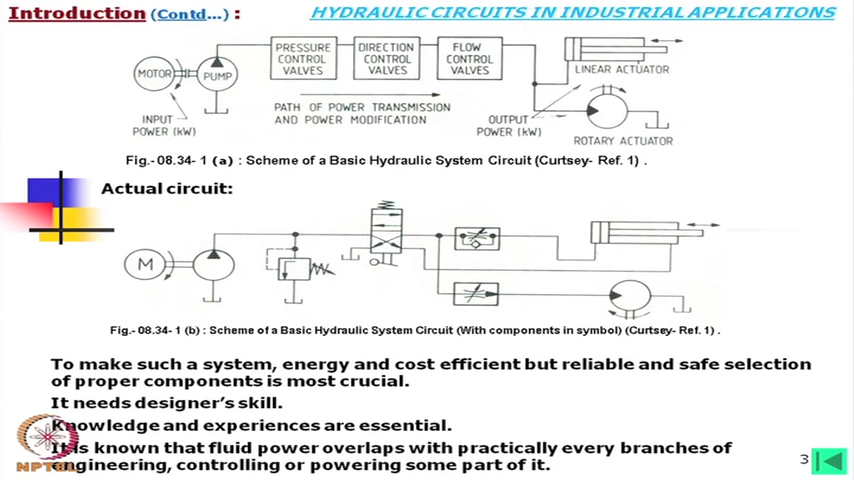 Introduction (Contd…) :
HYDRAULIC CIRCUITS IN INDUSTRIAL APPLICATIONS
MOTOR
PUMP
PRESSURE
CONTROL
VALVES
DIRECTION
CONTROL
VALVES
FLOW
CONTROL
VALVES
LINEAR ACTUATOR
INPUT
POWER (kW)
PATH OF POWER TRANSMISSION
AND POWER MODIFICATION
OUTPUT
POWER (kW)
ROTARY ACTUATOR
Fig.- 08.34- 1 (a) : Scheme of a Basic Hydraulic System Circuit (Curtsey- Ref. 1) .
Actual circuit:
M
Fig.- 08.34- 1 (b) : Scheme of a Basic Hydraulic System Circuit (With components in symbol) (Curtsey- Ref. 1) .
To make such a system, energy and cost efficient but reliable and safe selection
of proper components is most crucial.
It needs designer's skill.
Knowledge and experiences are essential.
It is known that fluid power overlaps with practically every branches of
engineering, controlling or powering some part of it.
NPTEL
3